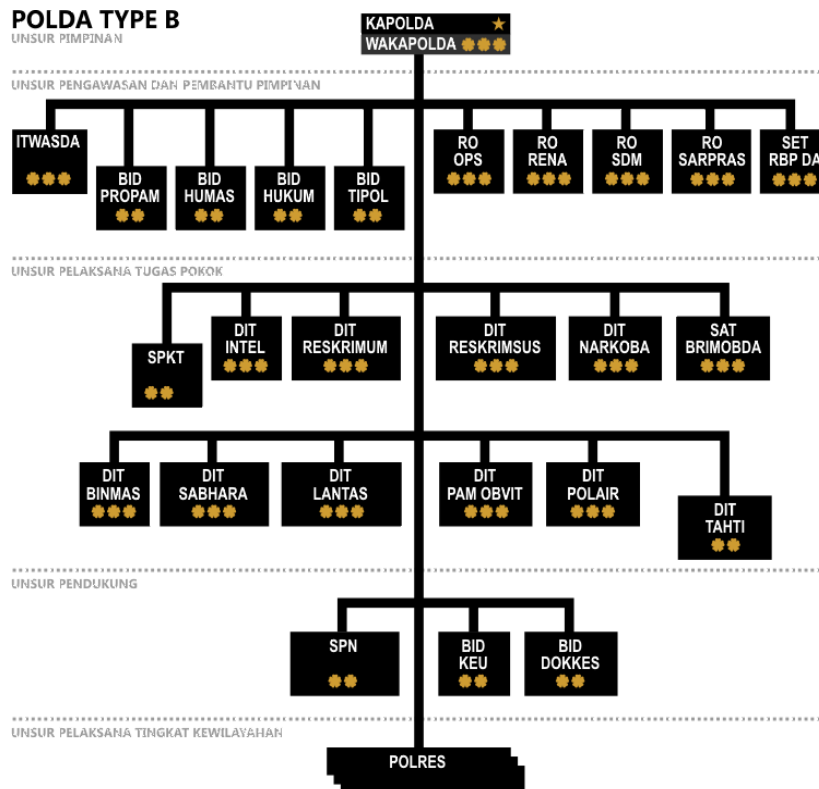 POLDA TYPE B
UNSUR PIMPINAN
KAPOLDA
WAKAPOLDA
UNSUR PENGAWASAN DAN PEMBANTU PIMPINAN
ITWASDA
BID
PROPAM
BID
HUMAS
BID
HUKUM
BID
TIPOL
RO
OPS
RO
RENA
RO
SDM
RO
SARPRAS
SET
RBP DA
UNSUR PELAKSANA TUGAS POKOK
SPKT
DIT
INTEL
DIT
RESKRIMUM
DIT
RESKRIMSUS
DIT
NARKOBA
SAT
BRIMOBDA
DIT
BINMAS
DIT
SABHARA
DIT
LANTAS
DIT
PAM OBVIT
DIT
POLAIR
DIT
TAHTI
UNSUR PENDUKUNG
SPN
BID
KEU
BID
DOKKES
UNSUR PELAKSANA TINGKAT KEWILAYAHAN
POLRES